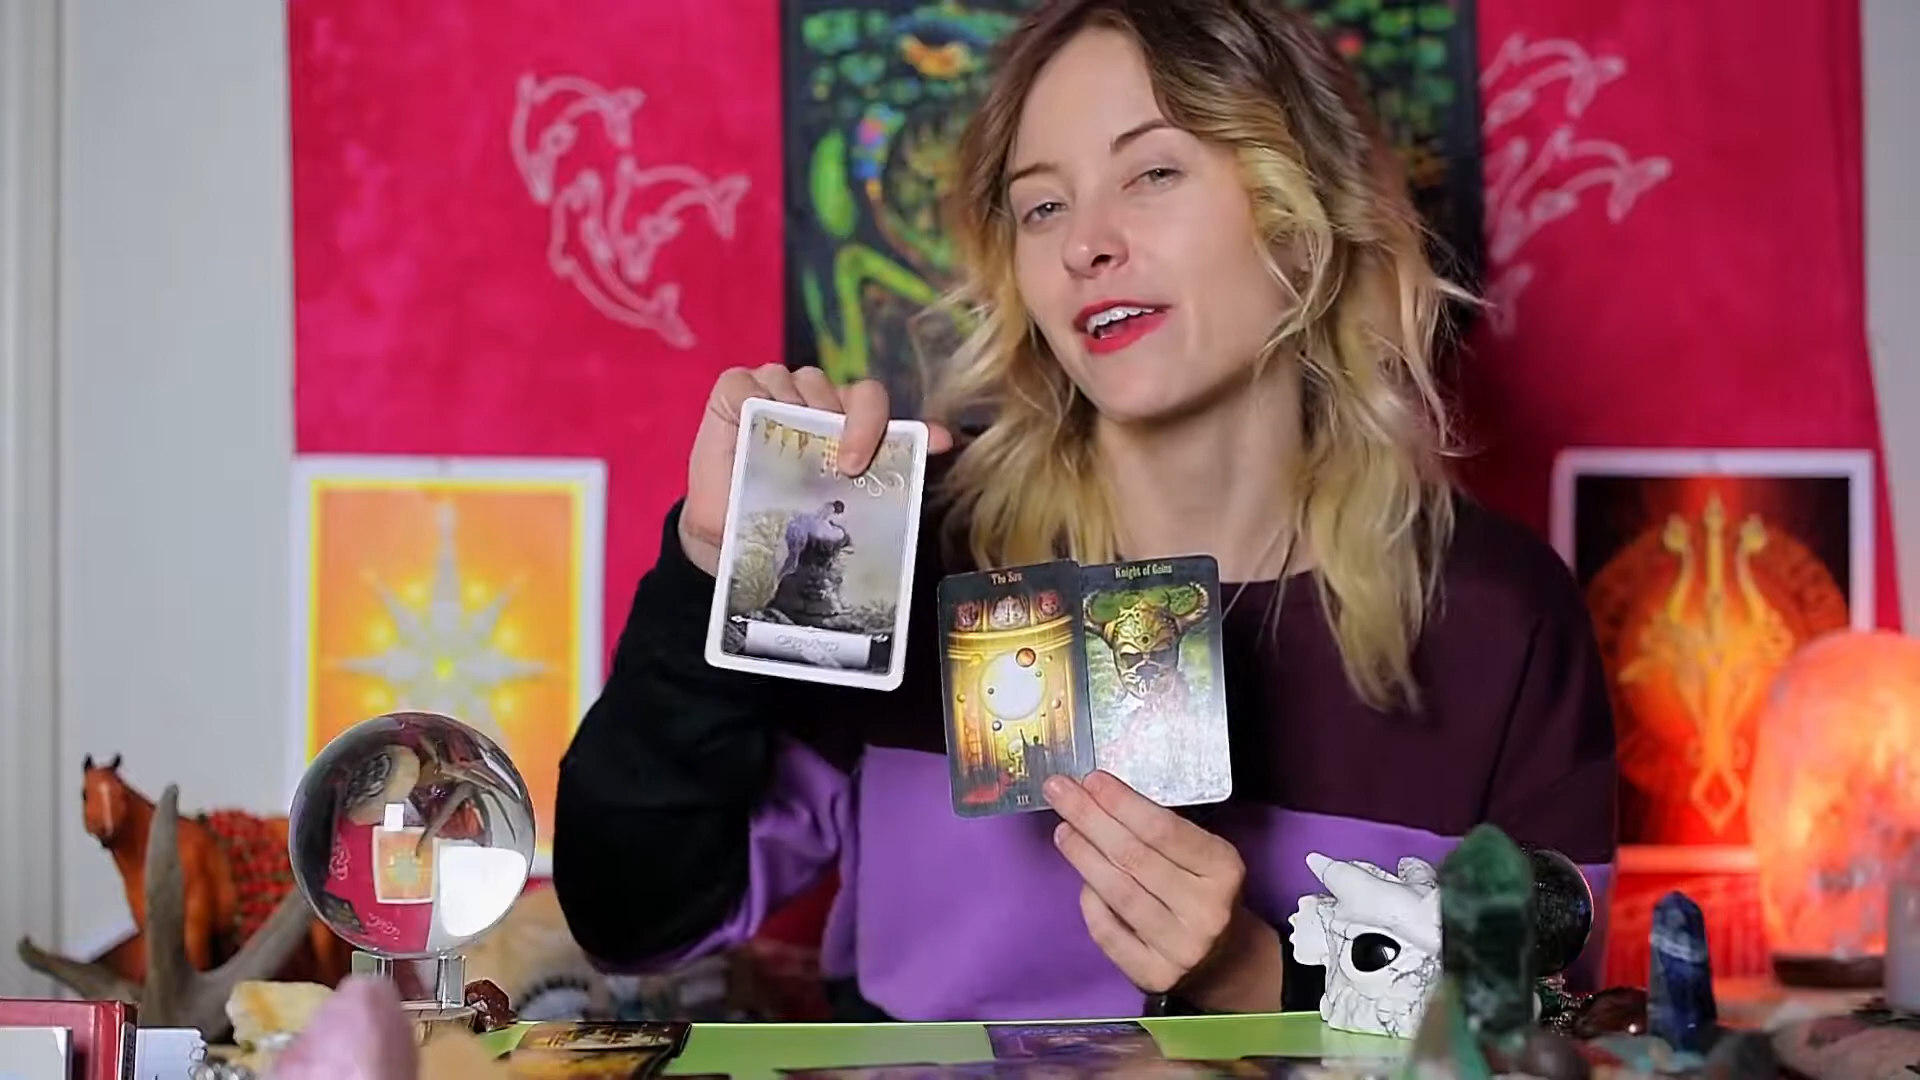 The Sun
Knight of Coins
XIX